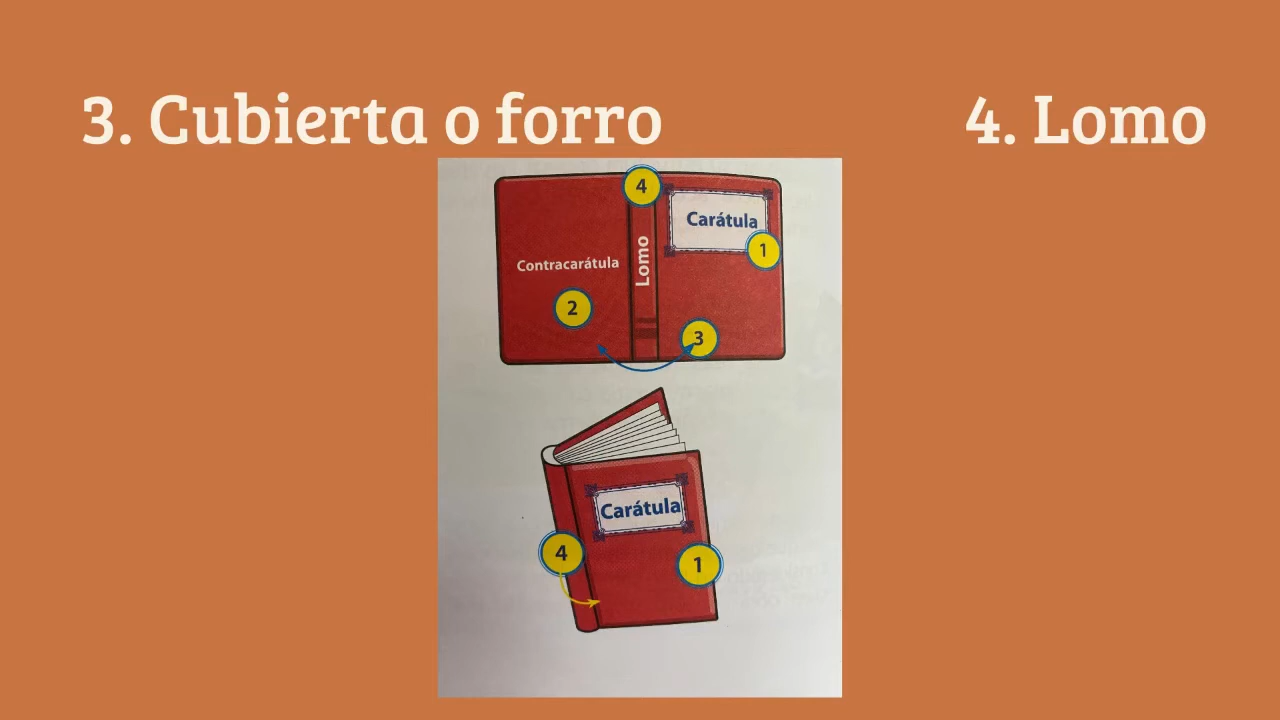 3. Cubierta o forro
4. Lomo
4
Carátula
1
Contracarátula
Lomo
2
3
Carátula
4
1